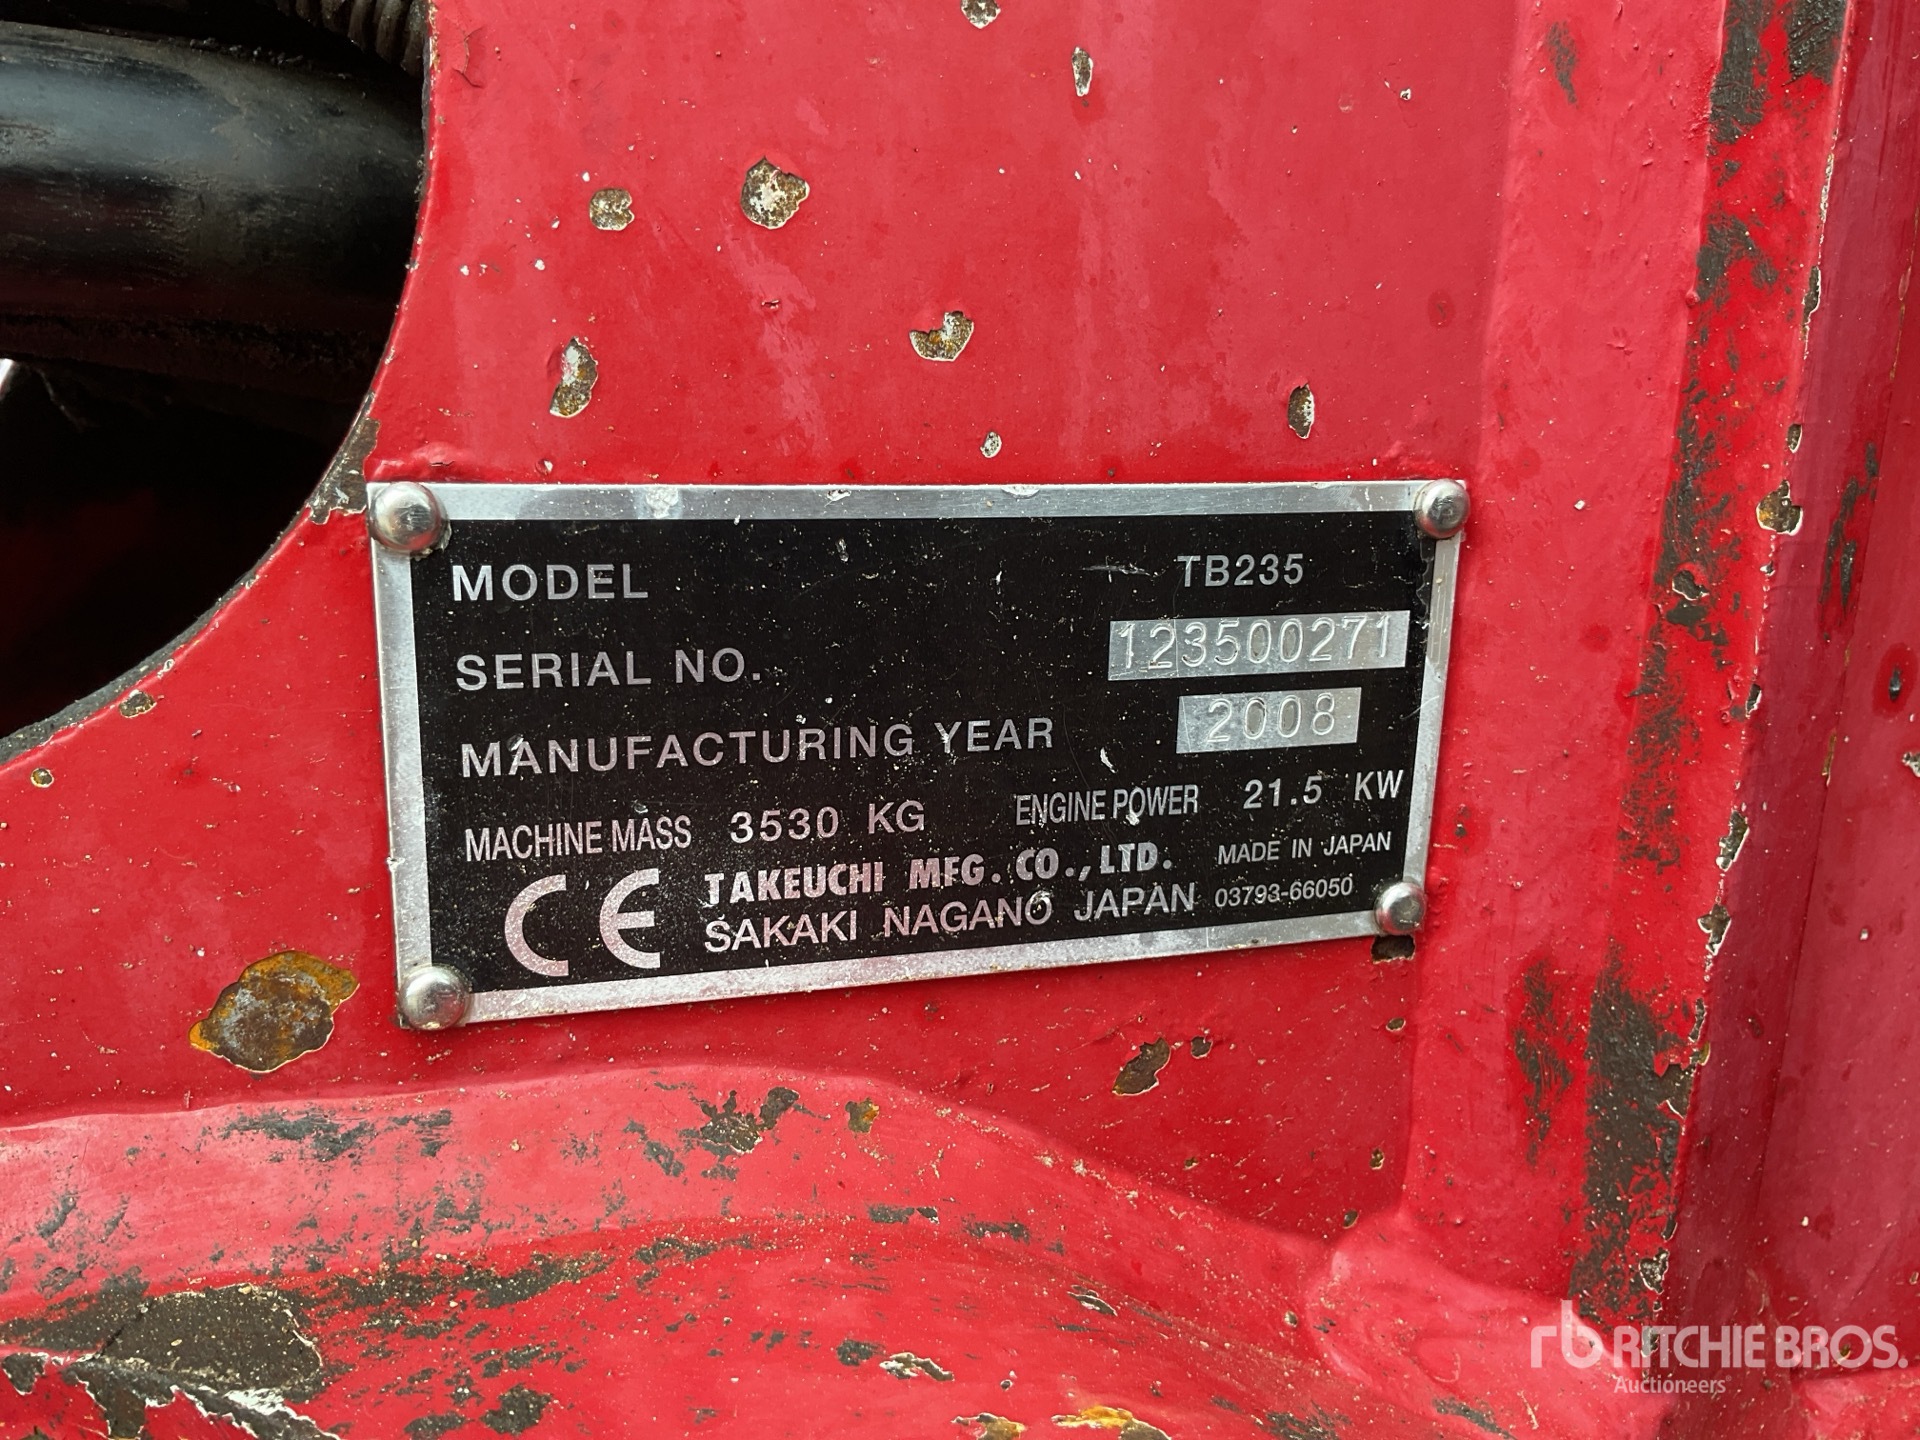 MODEL TB235
SERIAL NO. 123500271
MANUFACTURING YEAR 2008
MACHINE MASS 3530 KG ENGINE POWER 21.5 KW
CE TAKEUCHI MFG. CO., LTD. MADE IN JAPAN
SAKAKI NAGANO JAPAN 03793-66050
rb RITCHIE BROS.
Auctioneers